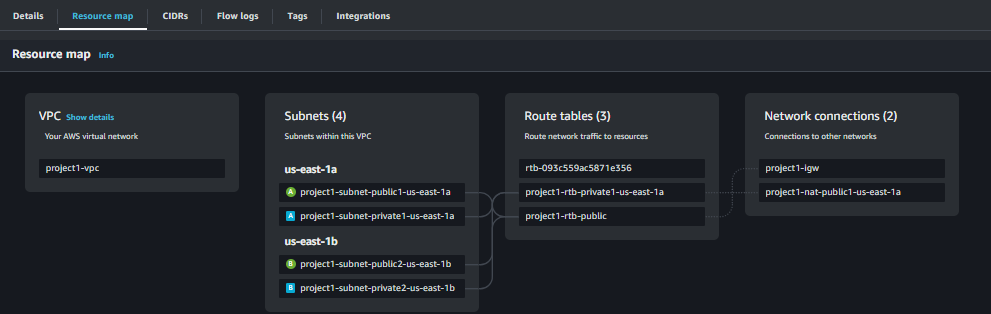 Details
Resource map
CIDRs
Flow logs
Tags
Integrations
Resource map Info
VPC Show details
Your AWS virtual network
project1-vpc
Subnets (4)
Subnets within this VPC
us-east-1a
A project1-subnet-public1-us-east-1a
A project1-subnet-private1-us-east-1a
us-east-1b
B project1-subnet-public2-us-east-1b
B project1-subnet-private2-us-east-1b
Route tables (3)
Route network traffic to resources
rtb-093c559ac5871e356
project1-rtb-private1-us-east-1a
project1-rtb-public
Network connections (2)
Connections to other networks
project1-igw
project1-nat-public1-us-east-1a